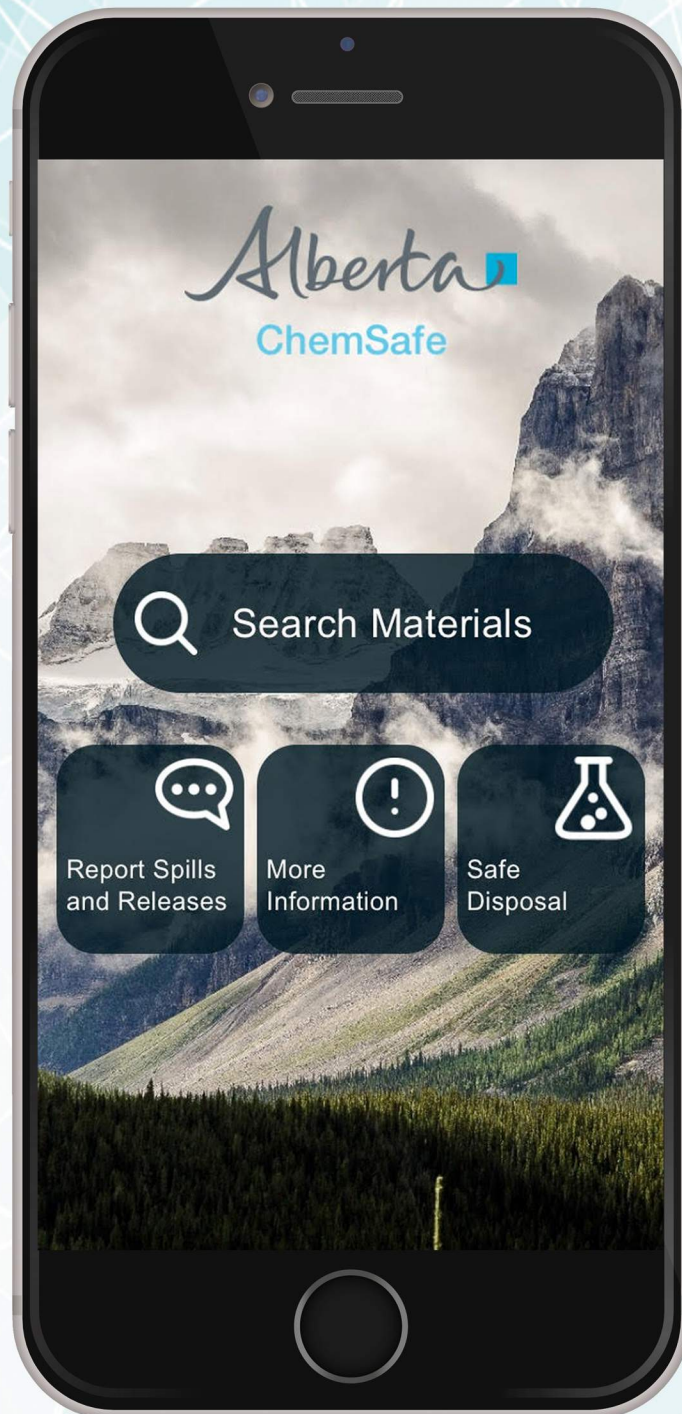 Alberta
ChemSafe
Search Materials
Report Spills
and Releases
More
Information
Safe
Disposal